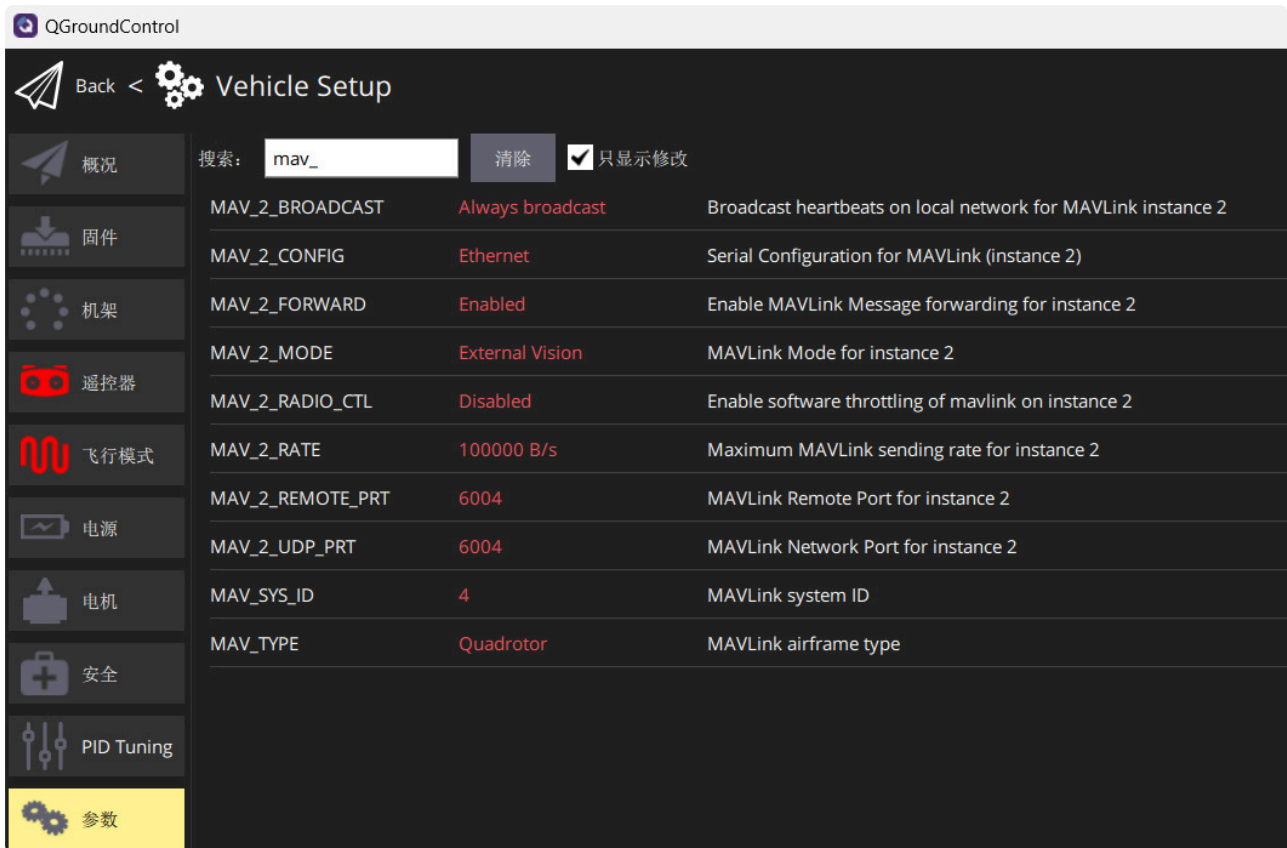 QGroundControl
Back < Vehicle Setup
概况
固件
机架
遥控器
飞行模式
电源
电机
安全
PID Tuning
参数
搜索： mav_ 清除 只显示修改
MAV_2_BROADCAST Always broadcast Broadcast heartbeats on local network for MAVLink instance 2
MAV_2_CONFIG Ethernet Serial Configuration for MAVLink (instance 2)
MAV_2_FORWARD Enabled Enable MAVLink Message forwarding for instance 2
MAV_2_MODE External Vision MAVLink Mode for instance 2
MAV_2_RADIO_CTL Disabled Enable software throttling of mavlink on instance 2
MAV_2_RATE 100000 B/s Maximum MAVLink sending rate for instance 2
MAV_2_REMOTE_PRT 6004 MAVLink Remote Port for instance 2
MAV_2_UDP_PRT 6004 MAVLink Network Port for instance 2
MAV_SYS_ID 4 MAVLink system ID
MAV_TYPE Quadrotor MAVLink airframe type